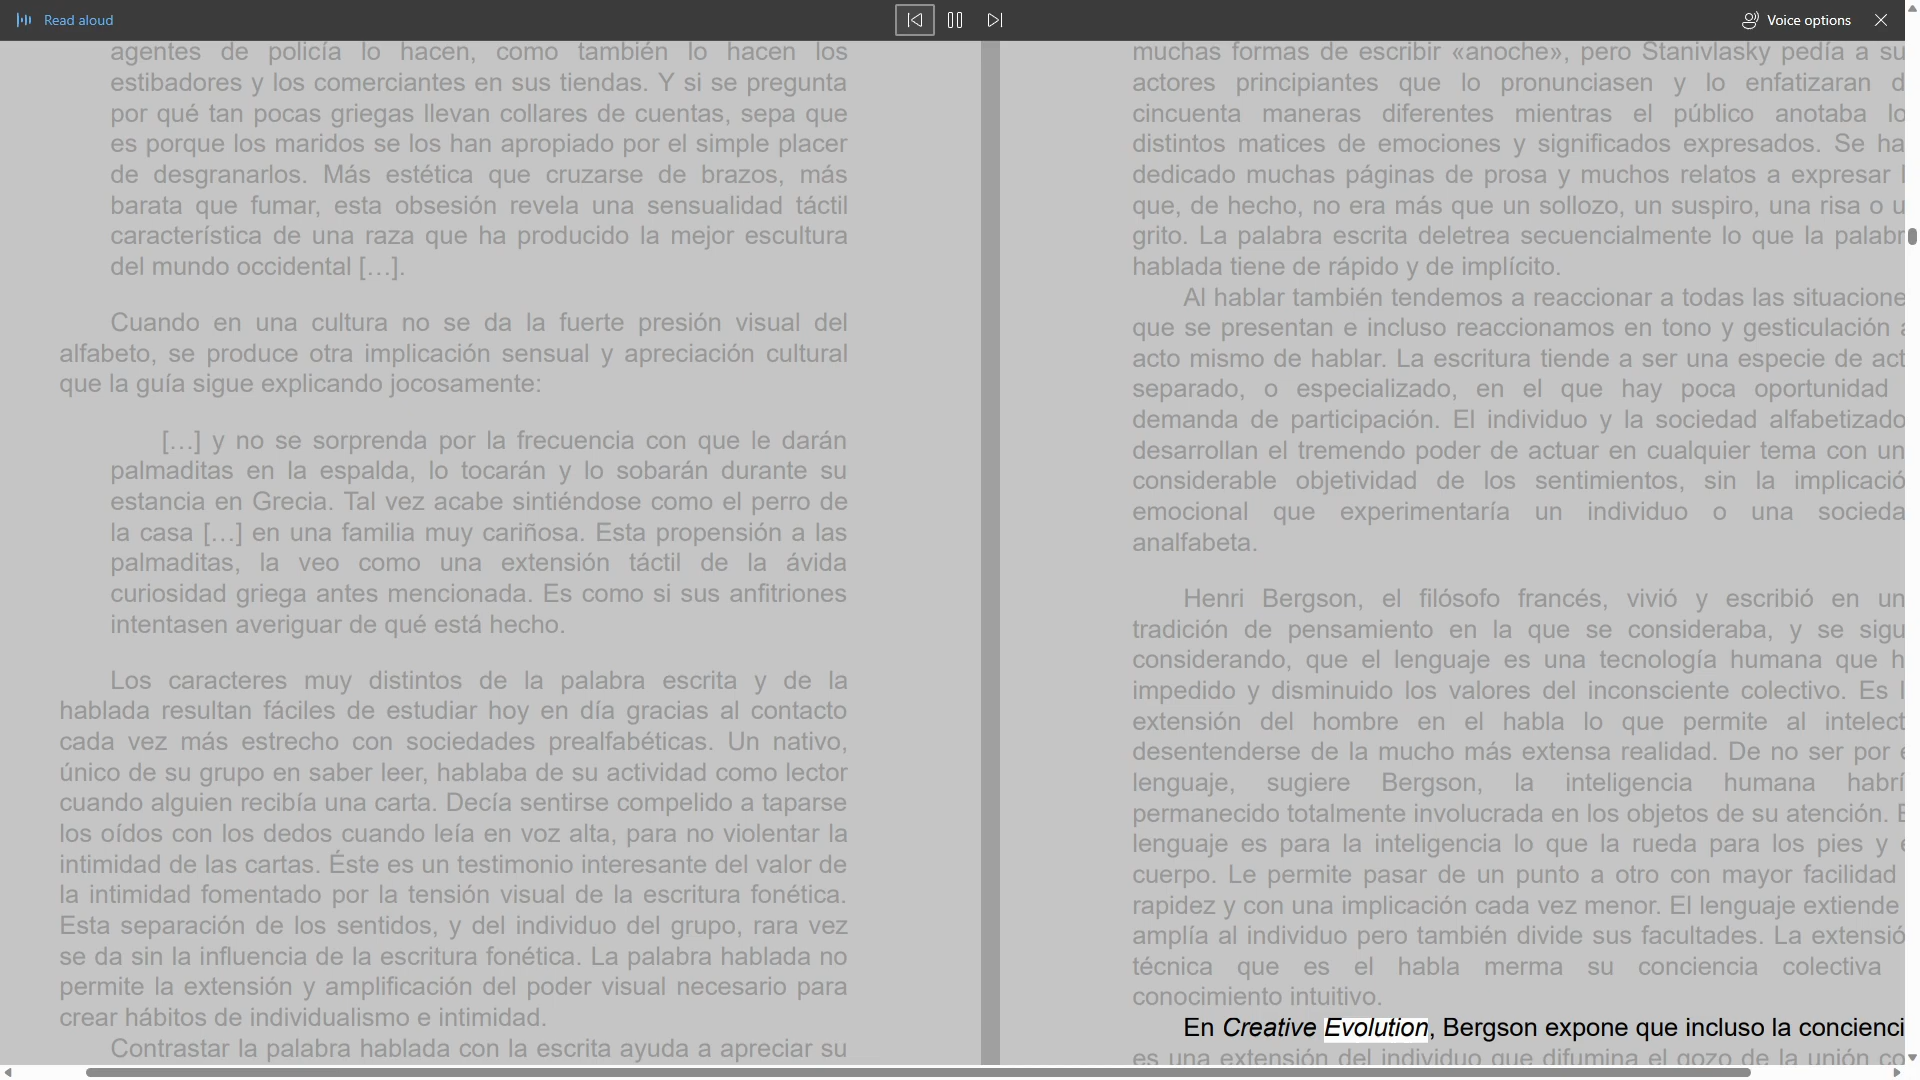 Read aloud
Voice options
agentes de policía lo hacen, como también lo hacen los
estibadores y los comerciantes en sus tiendas. Y si se pregunta
por qué tan pocas griegas llevan collares de cuentas, sepa que
es porque los maridos se los han apropiado por el simple placer
de desgranarlos. Más estética que cruzarse de brazos, más
barata que fumar, esta obsesión revela una sensualidad táctil
característica de una raza que ha producido la mejor escultura
del mundo occidental […].
Cuando en una cultura no se da la fuerte presión visual del
alfabeto, se produce otra implicación sensual y apreciación cultural
que la guía sigue explicando jocosamente:
[…] y no se sorprenda por la frecuencia con que le darán
palmaditas en la espalda, lo tocarán y lo sobarán durante su
estancia en Grecia. Tal vez acabe sintiéndose como el perro de
la casa […] en una familia muy cariñosa. Esta propensión a las
palmaditas, la veo como una extensión táctil de la ávida
curiosidad griega antes mencionada. Es como si sus anfitriones
intentasen averiguar de qué está hecho.
Los caracteres muy distintos de la palabra escrita y de la
hablada resultan fáciles de estudiar hoy en día gracias al contacto
cada vez más estrecho con sociedades prealfabéticas. Un nativo,
único de su grupo en saber leer, hablaba de su actividad como lector
cuando alguien recibía una carta. Decía sentirse compelido a taparse
los oídos con los dedos cuando leía en voz alta, para no violentar la
intimidad de las cartas. Éste es un testimonio interesante del valor de
la intimidad fomentado por la tensión visual de la escritura fonética.
Esta separación de los sentidos, y del individuo del grupo, rara vez
se da sin la influencia de la escritura fonética. La palabra hablada no
permite la extensión y amplificación del poder visual necesario para
crear hábitos de individualismo e intimidad.
Contrastar la palabra hablada con la escrita ayuda a apreciar su
muchas formas de escribir «anoche», pero Stanivlasky pedía a su
actores principiantes que lo pronunciasen y lo enfatizaran d
cincuenta maneras diferentes mientras el público anotaba lo
distintos matices de emociones y significados expresados. Se ha
dedicado muchas páginas de prosa y muchos relatos a expresar l
que, de hecho, no era más que un sollozo, un suspiro, una risa o u
grito. La palabra escrita deletrea secuencialmente lo que la palabr
hablada tiene de rápido y de implícito.
Al hablar también tendemos a reaccionar a todas las situacione
que se presentan e incluso reaccionamos en tono y gesticulación a
acto mismo de hablar. La escritura tiende a ser una especie de act
separado, o especializado, en el que hay poca oportunidad
demanda de participación. El individuo y la sociedad alfabetizado
desarrollan el tremendo poder de actuar en cualquier tema con un
considerable objetividad de los sentimientos, sin la implicació
emocional que experimentaría un individuo o una socieda
analfabeta.
Henri Bergson, el filósofo francés, vivió y escribió en un
tradición de pensamiento en la que se consideraba, y se sigu
considerando, que el lenguaje es una tecnología humana que h
impedido y disminuido los valores del inconsciente colectivo. Es l
extensión del hombre en el habla lo que permite al intelect
desentenderse de la mucho más extensa realidad. De no ser por e
lenguaje, sugiere Bergson, la inteligencia humana habrí
permanecido totalmente involucrada en los objetos de su atención. E
lenguaje es para la inteligencia lo que la rueda para los pies y e
cuerpo. Le permite pasar de un punto a otro con mayor facilidad
rapidez y con una implicación cada vez menor. El lenguaje extiende
amplía al individuo pero también divide sus facultades. La extensió
técnica que es el habla merma su conciencia colectiva
conocimiento intuitivo.
En Creative Evolution, Bergson expone que incluso la concienci
es una extensión del individuo que difumina el gozo de la unión co